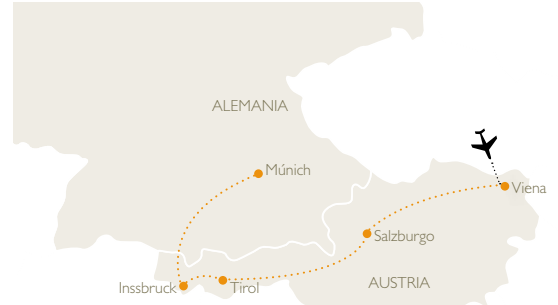 ALEMANIA
Múnich
Viena
Salzburgo
Inssbruck
Tirol
AUSTRIA